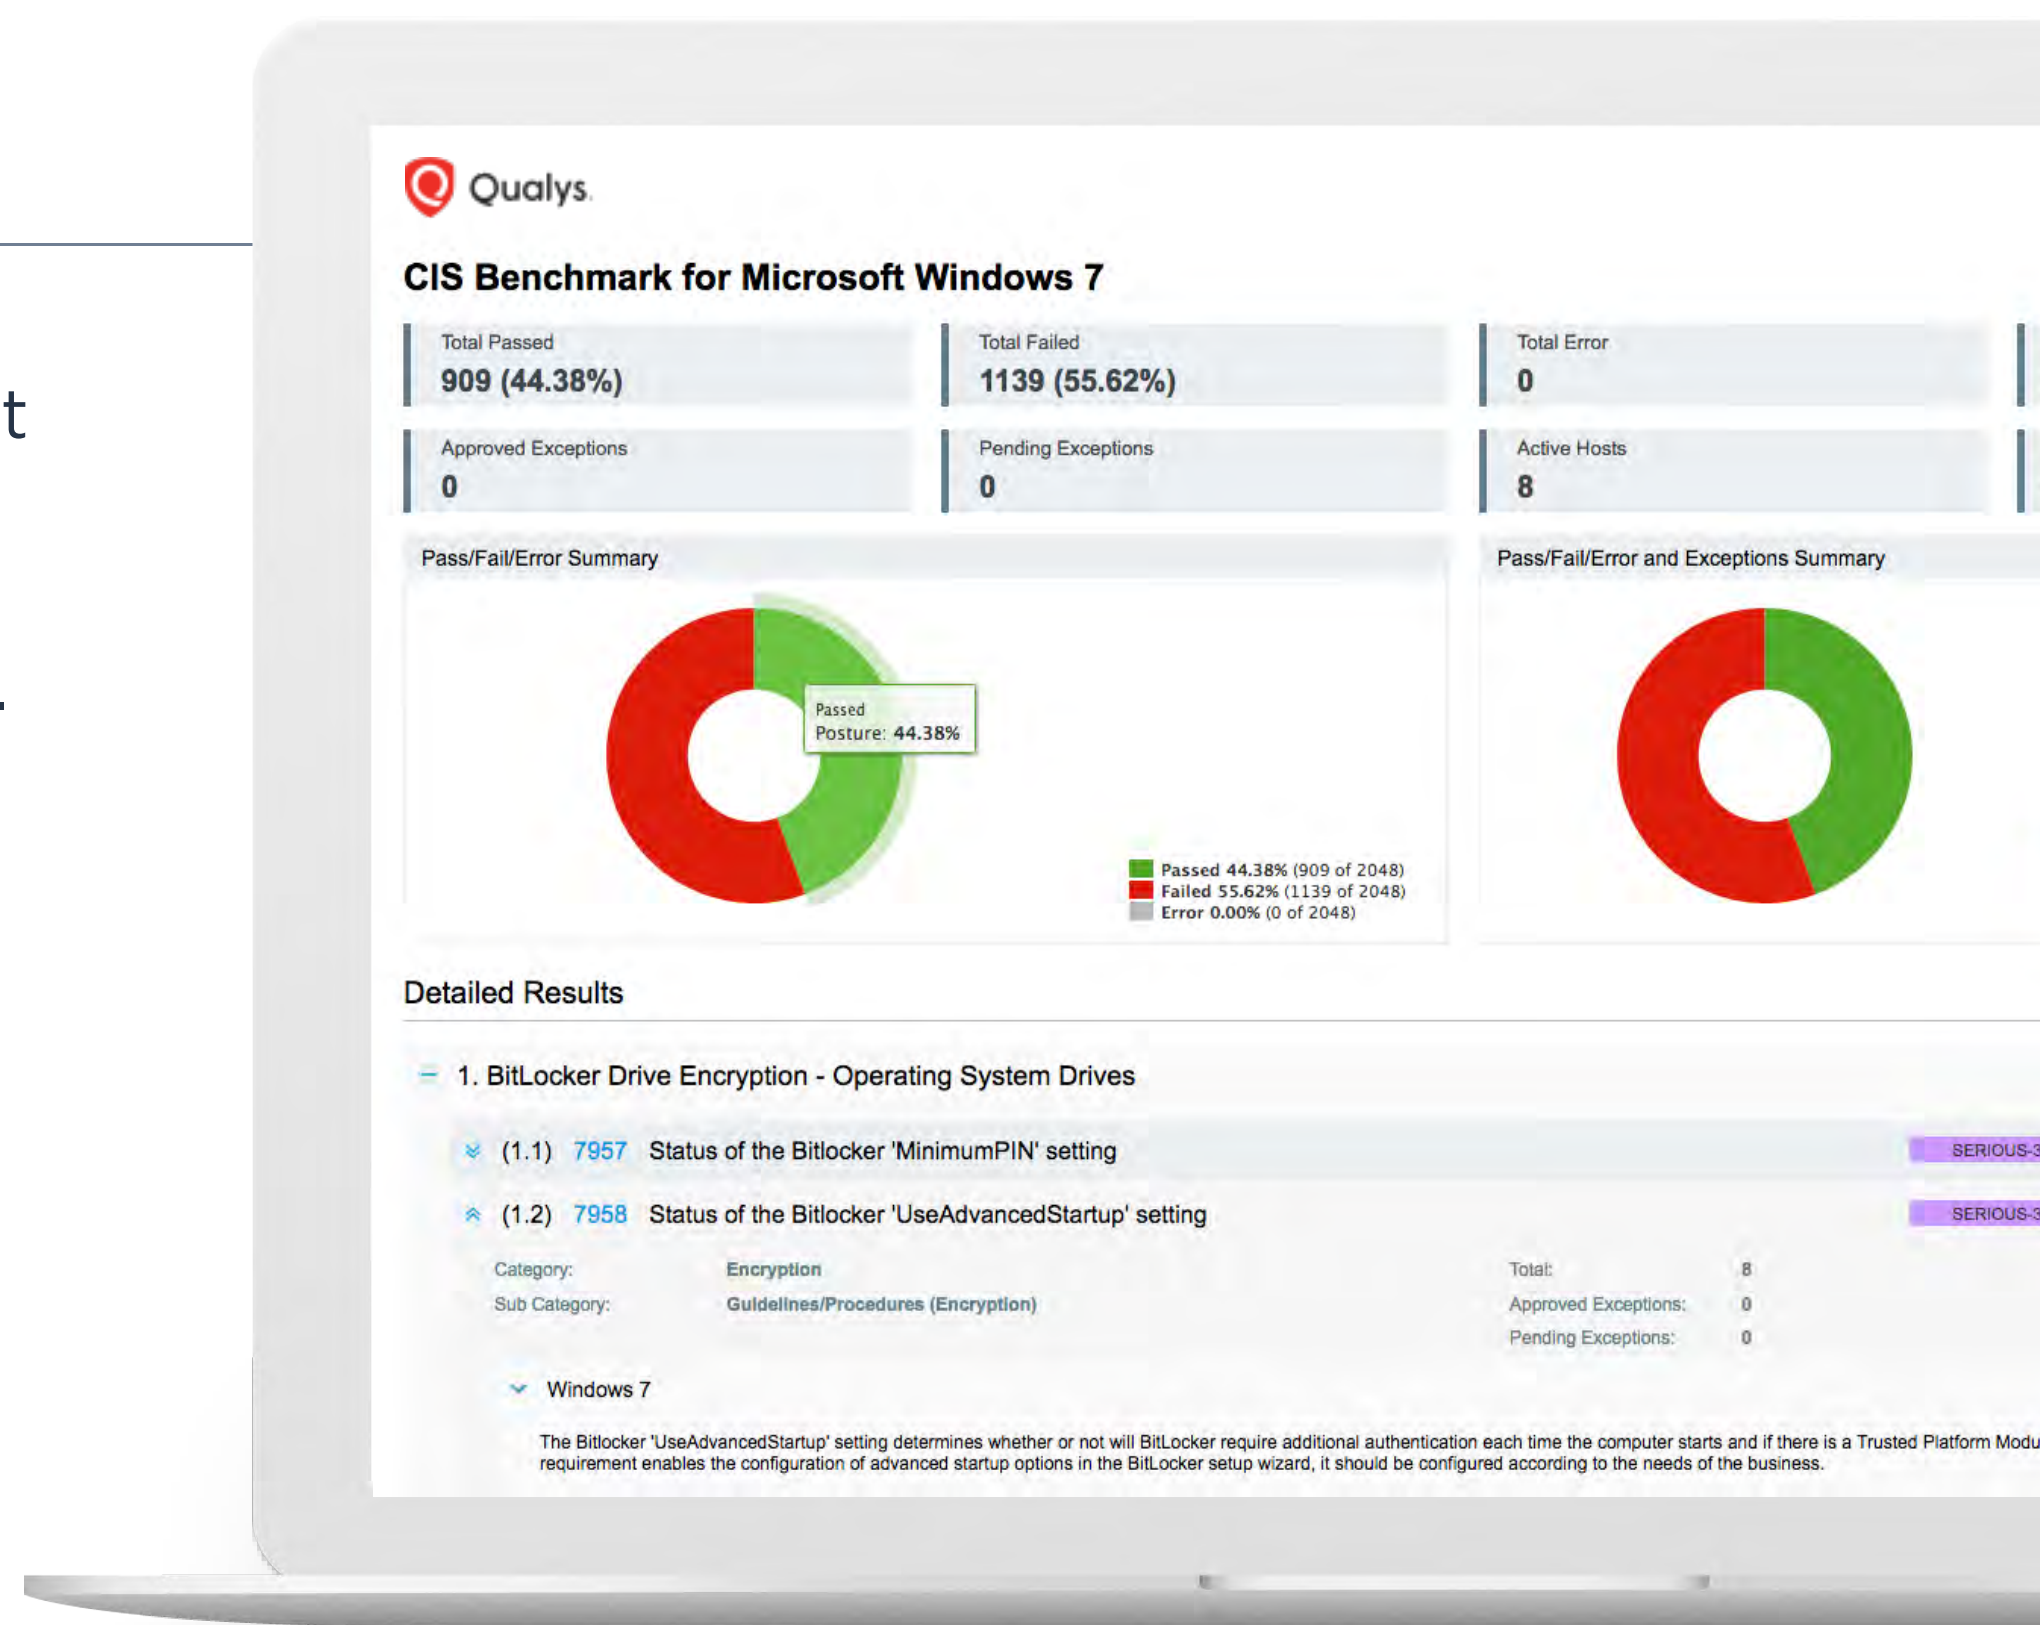 t
.
Qualys.
CIS Benchmark for Microsoft Windows 7
Total Passed
909 (44.38%)
Total Failed
1139 (55.62%)
Total Error
0
Approved Exceptions
0
Pending Exceptions
0
Active Hosts
8
Pass/Fail/Error Summary
Passed
Posture: 44.38%
Passed 44.38% (909 of 2048)
Failed 55.62% (1139 of 2048)
Error 0.00% (0 of 2048)
Pass/Fail/Error and Exceptions Summary
Detailed Results
1. BitLocker Drive Encryption - Operating System Drives
(1.1) 7957 Status of the Bitlocker 'MinimumPIN' setting SERIOUS-3
(1.2) 7958 Status of the Bitlocker 'UseAdvancedStartup' setting SERIOUS-3
Category: Encryption Total: 8
Sub Category: Guidelines/Procedures (Encryption) Approved Exceptions: 0
Pending Exceptions: 0
Windows 7
The Bitlocker 'UseAdvancedStartup' setting determines whether or not will BitLocker require additional authentication each time the computer starts and if there is a Trusted Platform Modu
requirement enables the configuration of advanced startup options in the BitLocker setup wizard, it should be configured according to the needs of the business.